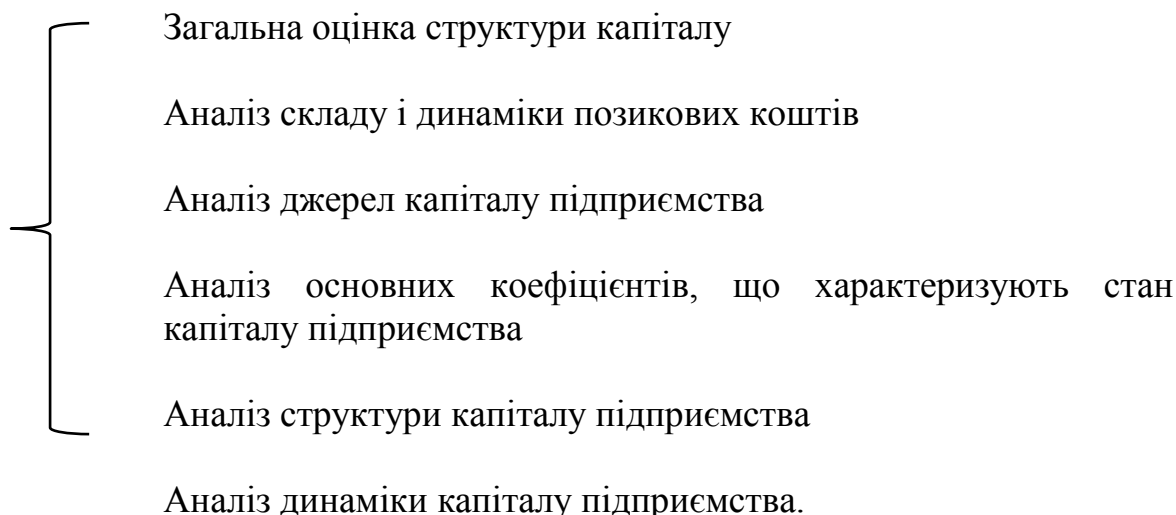 Загальна оцінка структури капіталу
Аналіз складу і динаміки позикових коштів
Аналіз джерел капіталу підприємства
Аналіз основних коефіцієнтів, що характеризують стан
капіталу підприємства
Аналіз структури капіталу підприємства
Аналіз динаміки капіталу підприємства.